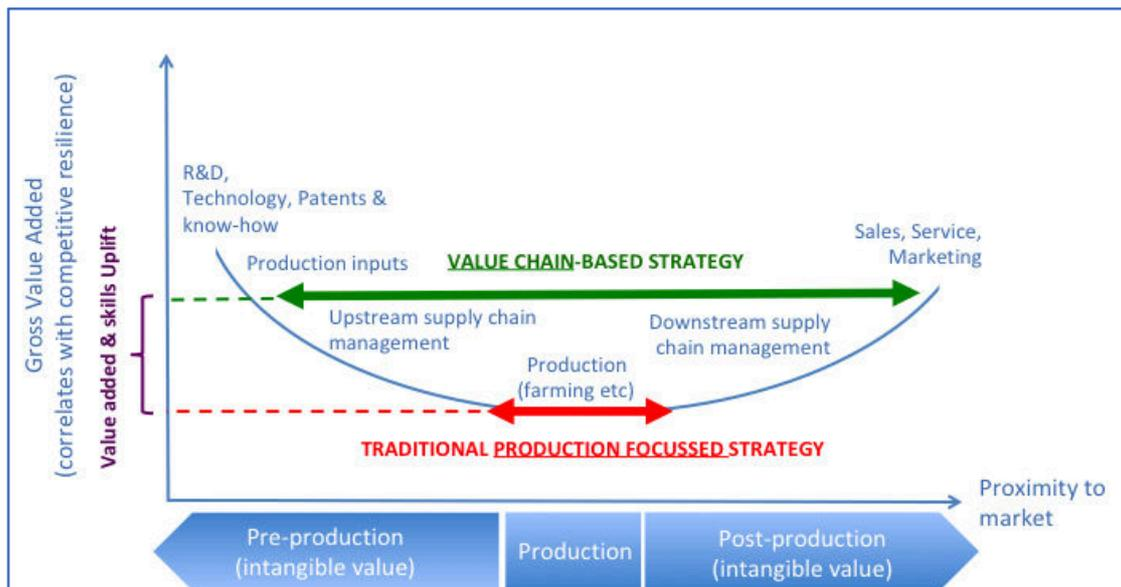 Gross Value Added
(correlates with competitive resilience)
Value added & skills Uplift
R&D,
Technology, Patents &
know-how
Production inputs
VALUE CHAIN-BASED STRATEGY
Sales, Service,
Marketing
Upstream supply chain
management
Downstream supply
chain management
Production
(farming etc)
TRADITIONAL PRODUCTION FOCUSSED STRATEGY
Proximity to
market
Pre-production
(intangible value)
Production
Post-production
(intangible value)